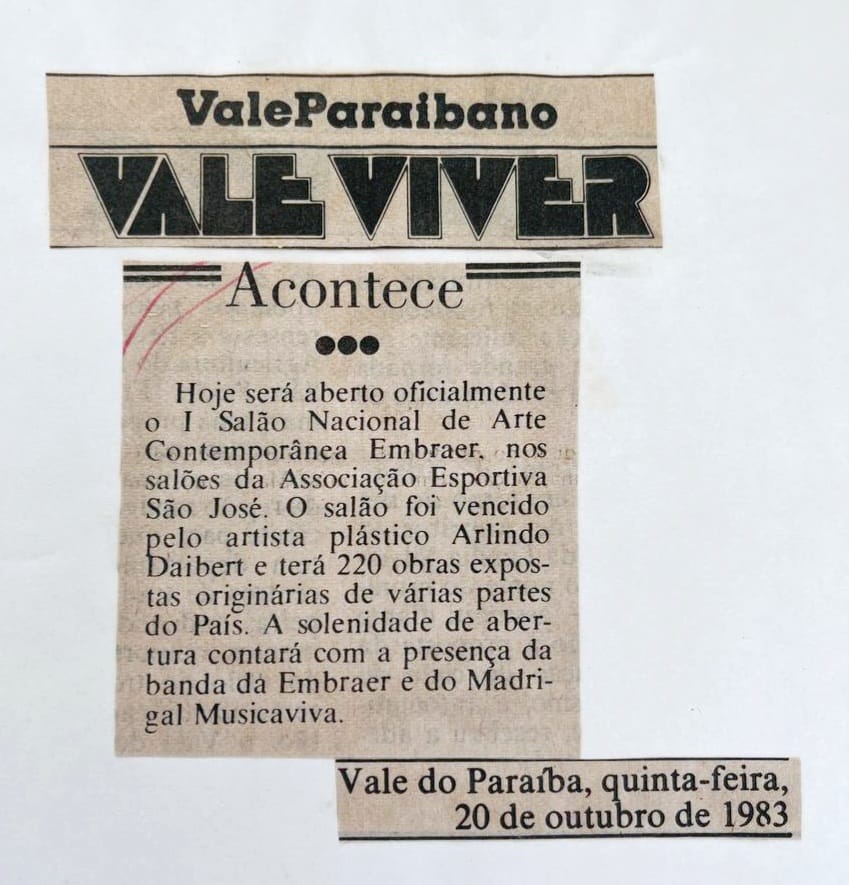 ValeParaibano
VALE VIVER
Acontece
●●●
Hoje será aberto oficialmente
o I Salão Nacional de Arte
Contemporânea Embraer, nos
salões da Associação Esportiva
São José. O salão foi vencido
pelo artista plástico Arlindo
Daibert e terá 220 obras expos-
tas originárias de várias partes
do País. A solenidade de aber-
tura contará com a presença da
banda da Embraer e do Madri-
gal Musicaviva.
Vale do Paraíba, quinta-feira,
20 de outubro de 1983